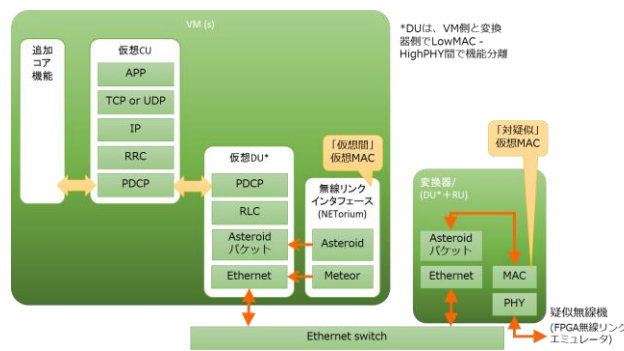 VM (s)
*DUは、VM側と変換
器側でLowMAC -
HighPHY間で機能分離
追加
コア
機能
仮想CU
APP
TCP or UDP
IP
RRC
PDCP
仮想DU*
PDCP
RLC
Asteroid
パケット
Ethernet
「仮想間」
仮想MAC
無線リンク
インタフェース
(NETorium)
Asteroid
Meteor
「対疑似」
仮想MAC
変換器/
(DU*+RU)
Asteroid
パケット
Ethernet
MAC
PHY
疑似無線機
(FPGA無線リンク
エミュレータ)
Ethernet switch